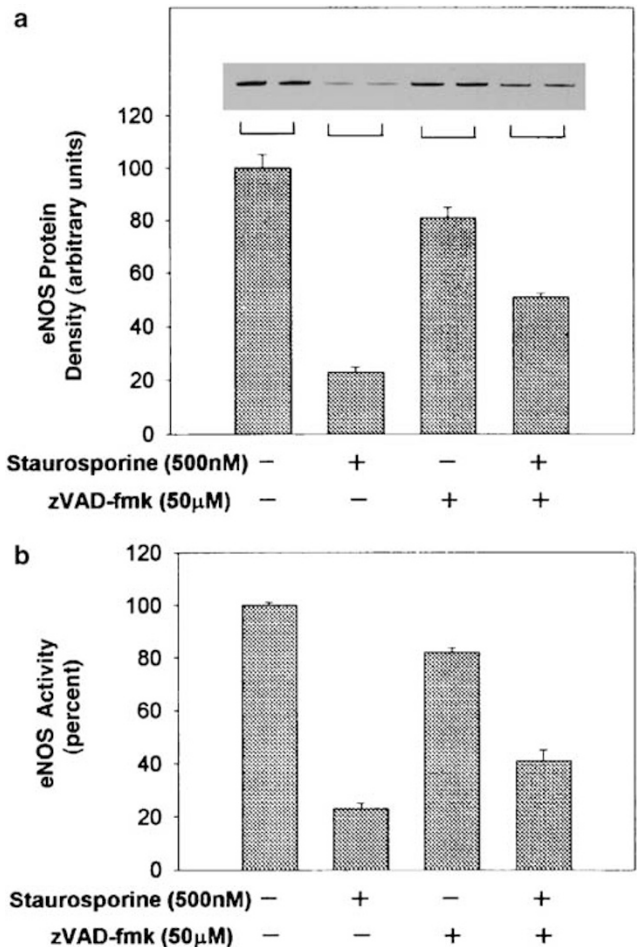 a
120
100
80
60
40
20
0
eNOS Protein
Density (arbitrary units)
Staurosporine (500nM) − + − +
zVAD-fmk (50μM) − − + +
b
120
100
80
60
40
20
0
eNOS Activity
(percent)
Staurosporine (500nM) − + − +
zVAD-fmk (50μM) − − + +